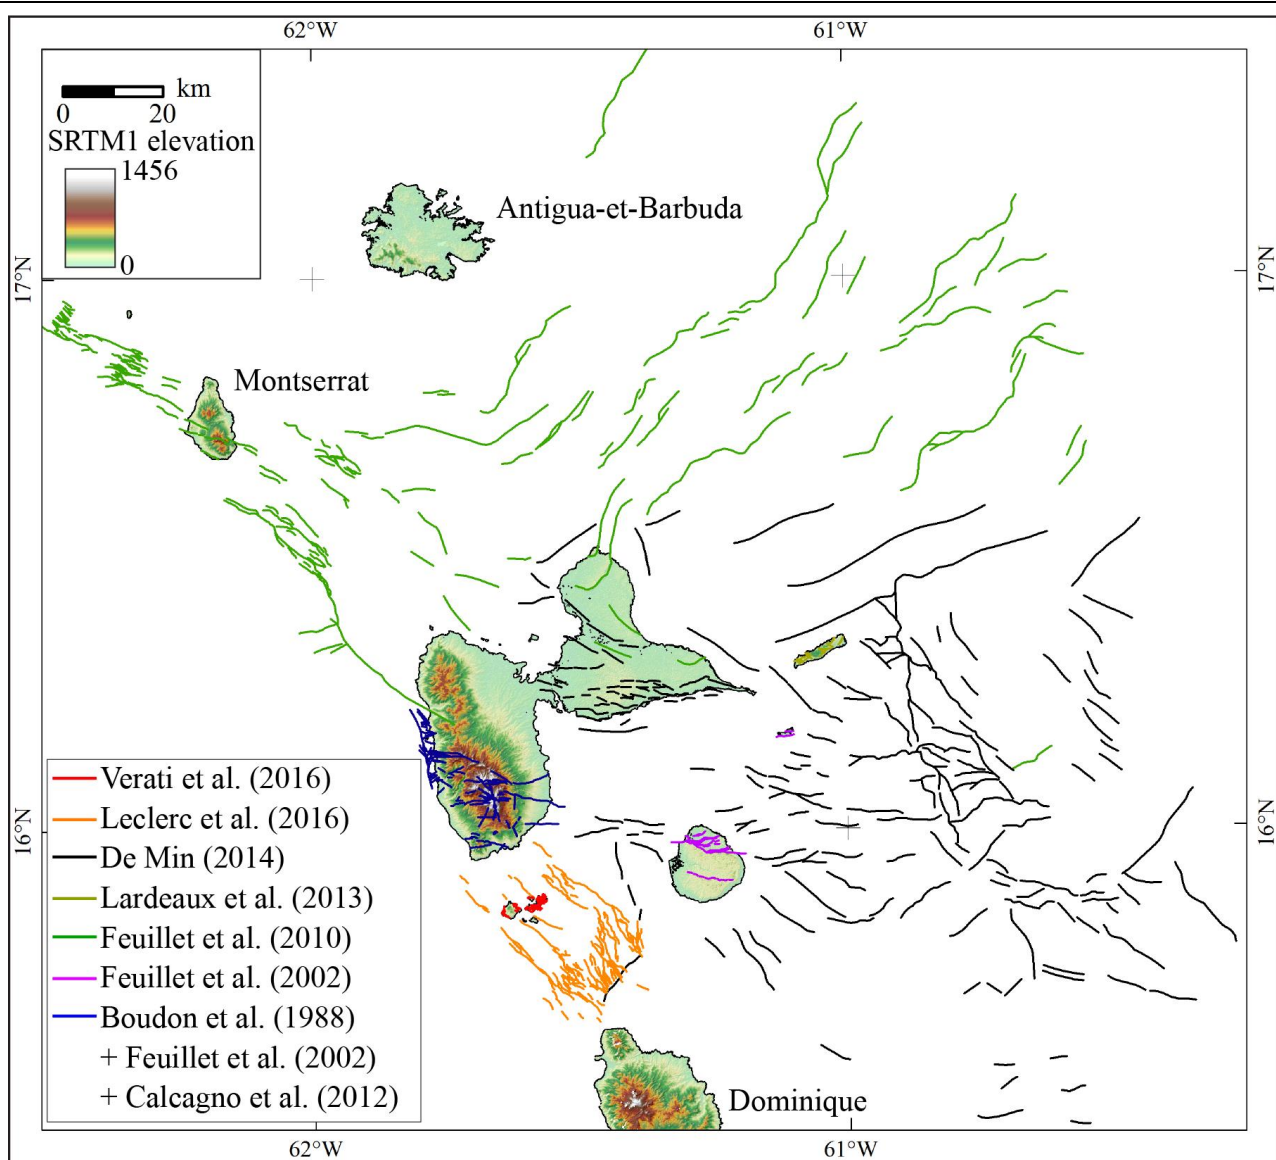 62°W
61°W
km
0 20
SRTM1 elevation
1456
0
Antigua-et-Barbuda
17°N
17°N
Montserrat
Verati et al. (2016)
Leclerc et al. (2016)
De Min (2014)
Lardeaux et al. (2013)
Feuillet et al. (2010)
Feuillet et al. (2002)
Boudon et al. (1988)
+ Feuillet et al. (2002)
+ Calcagno et al. (2012)
16°N
16°N
Dominique
62°W
61°W